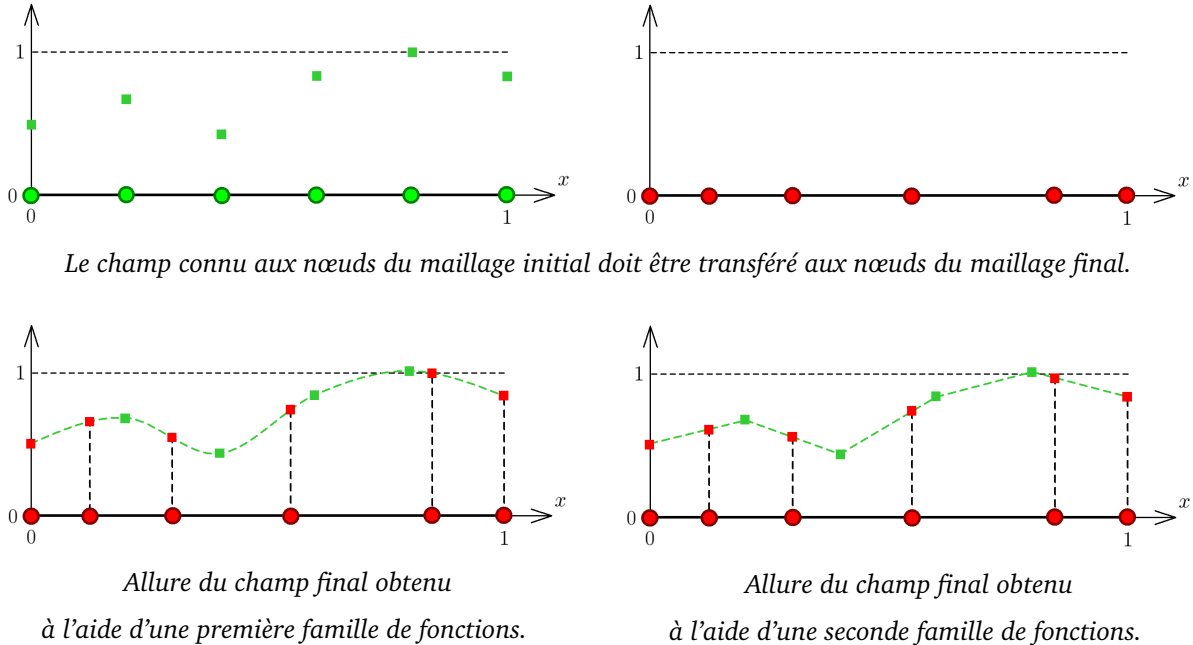 1
0
0
1
x
1
0
0
1
x
Le champ connu aux nœuds du maillage initial doit être transféré aux nœuds du maillage final.
1
0
0
1
x
1
0
0
1
x
Allure du champ final obtenu
à l’aide d’une première famille de fonctions.
Allure du champ final obtenu
à l’aide d’une seconde famille de fonctions.